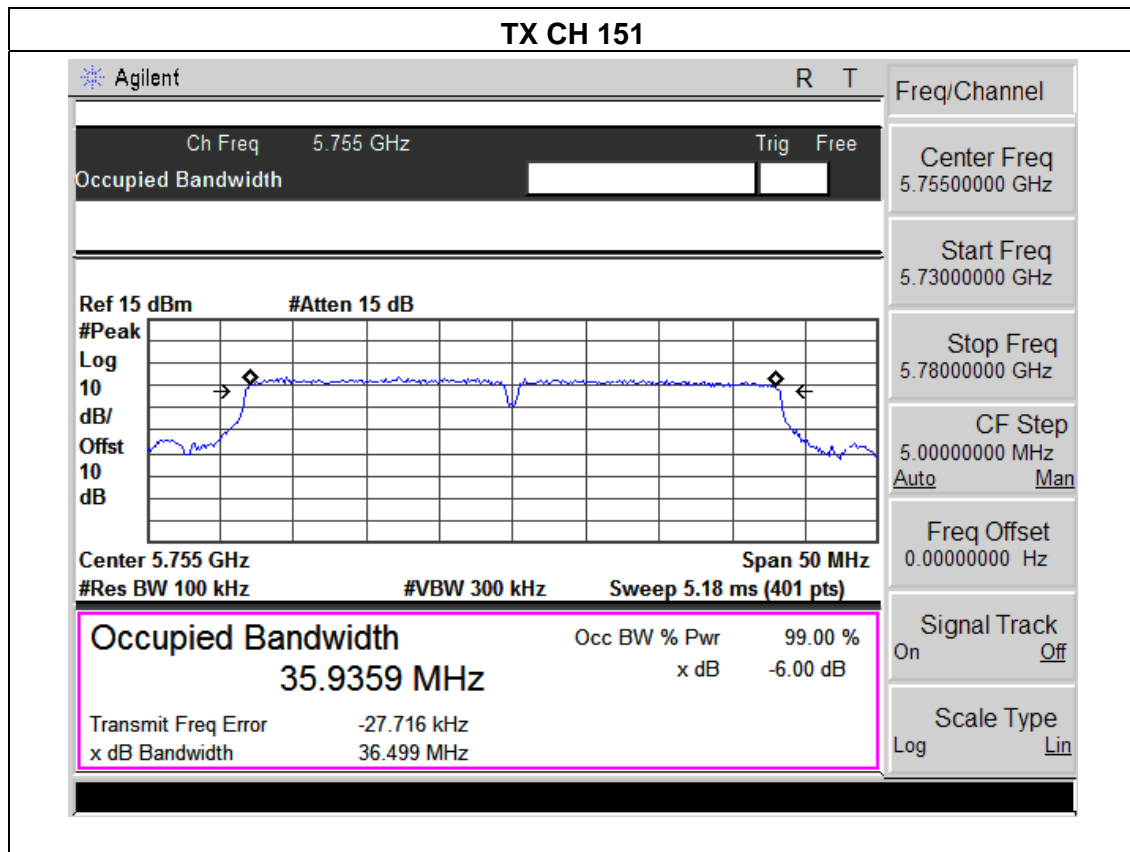 TX CH 151
Agilent R T
Ch Freq 5.755 GHz Trig Free
Occupied Bandwidth
Ref 15 dBm #Atten 15 dB
#Peak
Log
10
dB/
Offst
10
dB
Center 5.755 GHz Span 50 MHz
#Res BW 100 kHz #VBW 300 kHz Sweep 5.18 ms (401 pts)
Occupied Bandwidth Occ BW % Pwr 99.00 %
35.9359 MHz x dB -6.00 dB
Transmit Freq Error -27.716 kHz
x dB Bandwidth 36.499 MHz
Freq/Channel
Center Freq
5.75500000 GHz
Start Freq
5.73000000 GHz
Stop Freq
5.78000000 GHz
CF Step
5.00000000 MHz
Auto Man
Freq Offset
0.00000000 Hz
Signal Track
On Off
Scale Type
Log Lin